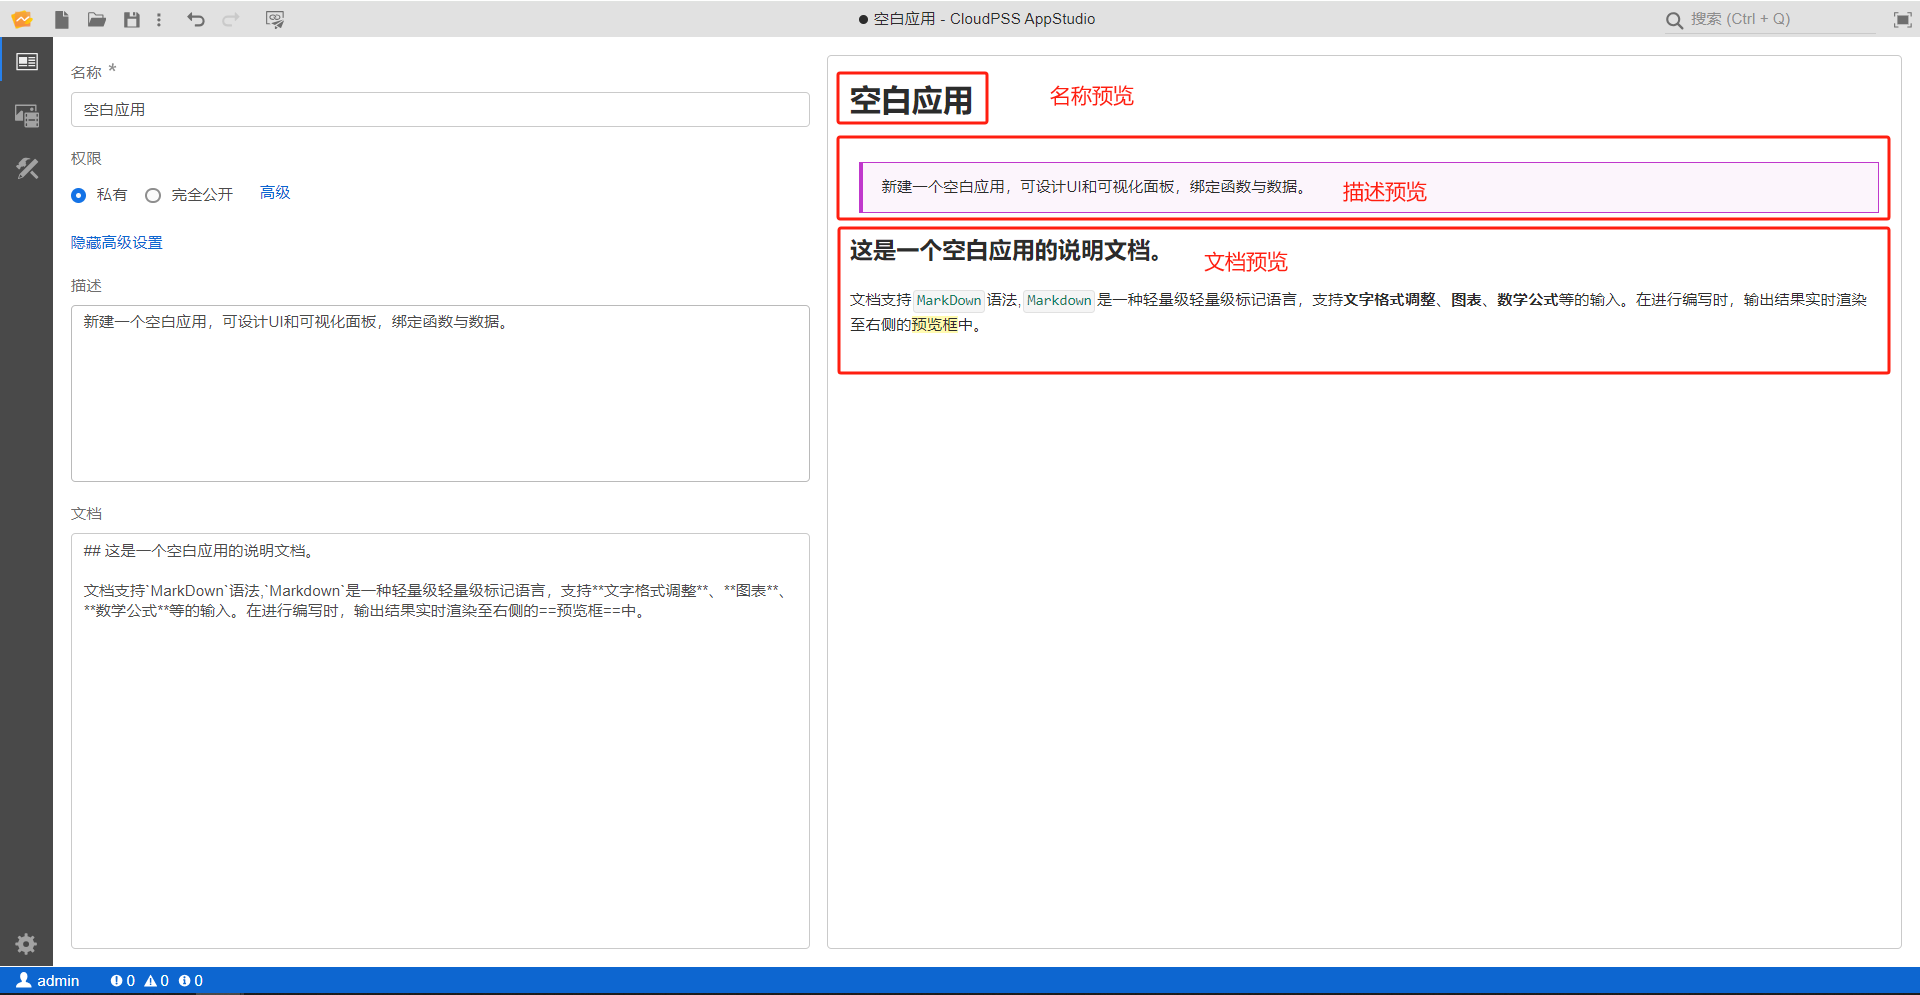 ● 空白应用 - CloudPSS AppStudio
搜索 (Ctrl + Q)
名称 *
空白应用
权限
私有
完全公开
高级
隐藏高级设置
描述
新建一个空白应用，可设计UI和可视化面板，绑定函数与数据。
文档
## 这是一个空白应用的说明文档。
文档支持`MarkDown`语法,`Markdown`是一种轻量级轻量级标记语言，支持**文字格式调整**、**图表**、
**数学公式**等的输入。在进行编写时，输出结果实时渲染至右侧的==预览框==中。
空白应用
名称预览
新建一个空白应用，可设计UI和可视化面板，绑定函数与数据。
描述预览
这是一个空白应用的说明文档。
文档预览
文档支持 MarkDown 语法, Markdown 是一种轻量级轻量级标记语言，支持文字格式调整、图表、数学公式等的输入。在进行编写时，输出结果实时渲染
至右侧的预览框中。
admin
0 0 0